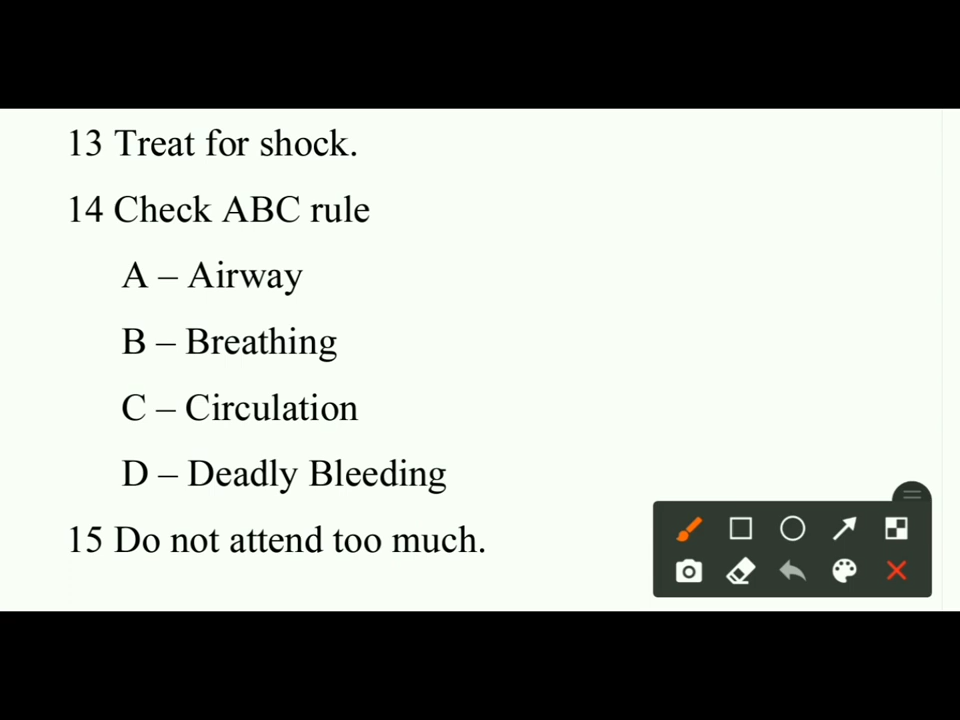 13 Treat for shock.
14 Check ABC rule
A – Airway
B – Breathing
C – Circulation
D – Deadly Bleeding
15 Do not attend too much.